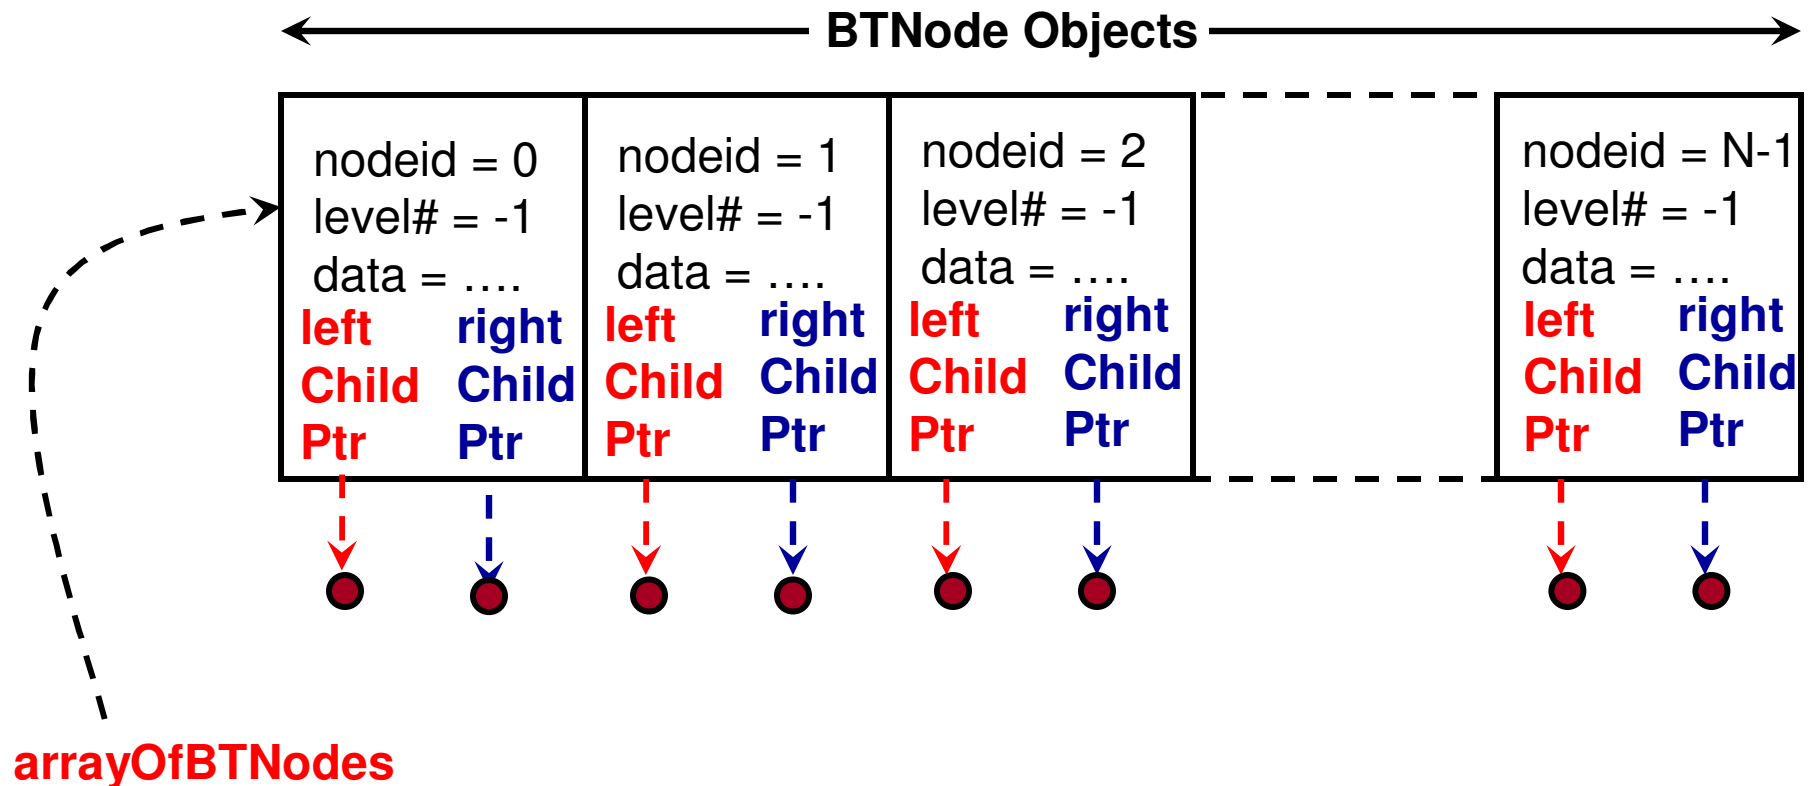 BTNode Objects
nodeid = 0
level# = -1
data = ….
left
Child
Ptr
right
Child
Ptr
nodeid = 1
level# = -1
data = ….
left
Child
Ptr
right
Child
Ptr
nodeid = 2
level# = -1
data = ….
left
Child
Ptr
right
Child
Ptr
nodeid = N-1
level# = -1
data = ….
left
Child
Ptr
right
Child
Ptr
arrayOfBTNodes